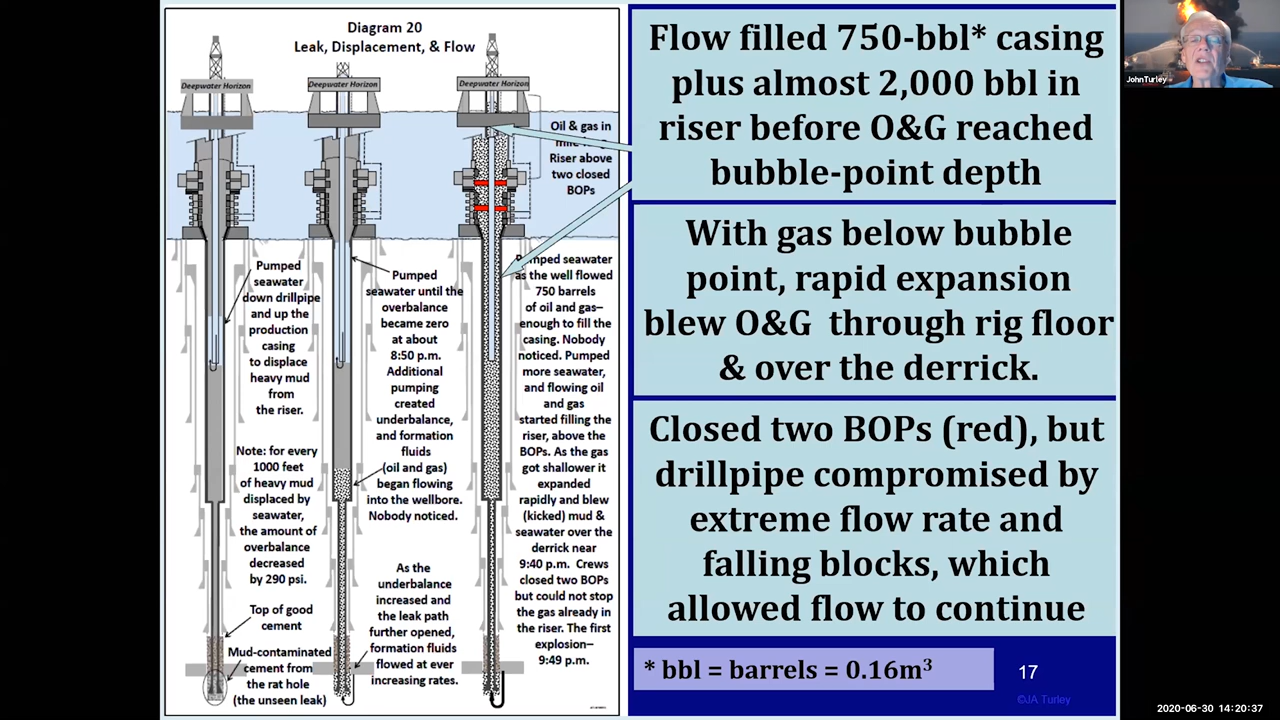 Diagram 20
Leak, Displacement, & Flow
Deepwater Horizon
Deepwater Horizon
Deepwater Horizon
Oil & gas in
Riser above
two closed
BOPs
Pumped
seawater
down drillpipe
and up the
production
casing
to displace
heavy mud
from
the riser.
Note: for every
1000 feet
of heavy mud
displaced by
seawater,
the amount of
overbalance
decreased
by 290 psi.
Top of good
cement
Mud-contaminated
cement from
the rat hole
(the unseen leak)
Pumped
seawater until the
overbalance
became zero
at about
8:50 p.m.
Additional
pumping
created
underbalance,
and formation
fluids
(oil and gas)
began flowing
into the wellbore.
Nobody noticed.
As the
underbalance
increased and
the leak path
further opened,
formation fluids
flowed at ever
increasing rates.
Pumped seawater
as the well flowed
750 barrels
of oil and gas–
enough to fill the
casing. Nobody
noticed. Pumped
more seawater,
and flowing oil
and gas
started filling the
riser, above the
BOPs. As the gas
got shallower it
expanded
rapidly and blew
(kicked) mud &
seawater over the
derrick near
9:40 p.m. Crews
closed two BOPs
but could not stop
the gas already in
the riser. The first
explosion–
9:49 p.m.
Flow filled 750-bbl* casing
plus almost 2,000 bbl in
riser before O&G reached
bubble-point depth
With gas below bubble
point, rapid expansion
blew O&G through rig floor
& over the derrick.
Closed two BOPs (red), but
drillpipe compromised by
extreme flow rate and
falling blocks, which
allowed flow to continue
* bbl = barrels = 0.16m³
17
©JA Turley
JohnTurley
2020-06-30 14:20:37